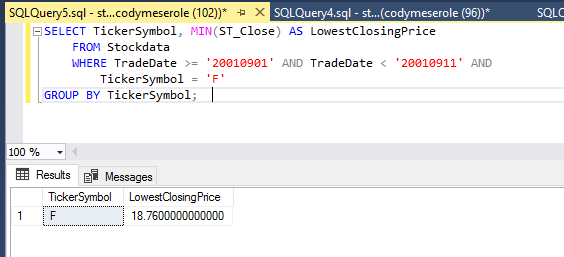 SQLQuery5.sql - st...codymeserole (102))*
SQLQuery4.sql - st...(codymeserole (96))*
SQLQ
SELECT TickerSymbol, MIN(ST_Close) AS LowestClosingPrice
FROM Stockdata
WHERE TradeDate >= '20010901' AND TradeDate < '20010911' AND
TickerSymbol = 'F'
GROUP BY TickerSymbol;
100 %
Results
Messages
TickerSymbol LowestClosingPrice
1 F 18.7600000000000